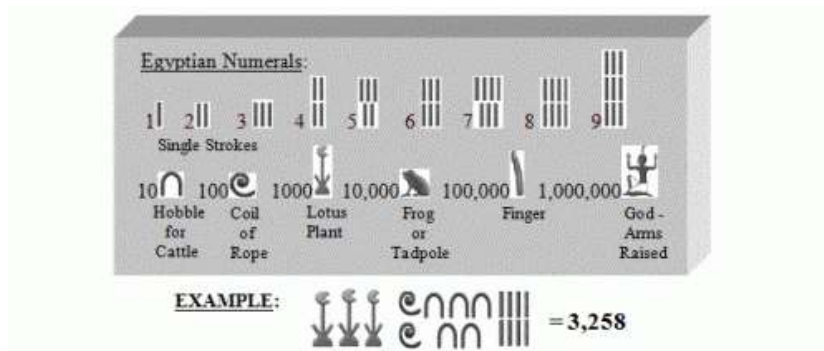 Egyptian Numerals:
1 2 3 4 5 6 7 8 9
Single Strokes
10 100 1000 10,000 100,000 1,000,000
Hobble for Cattle
Coil of Rope
Lotus Plant
Frog or Tadpole
Finger
God - Arms Raised
EXAMPLE: = 3,258